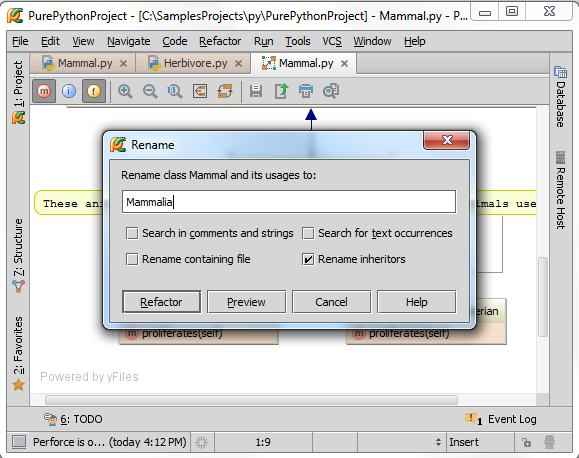 PurePythonProject - [C:\SamplesProjects\py\PurePythonProject] - Mammal.py - P...
File Edit View Navigate Code Refactor Run Tools VCS Window Help
Mammal.py Herbivore.py Mammal.py
1: Project
Z: Structure
2: Favorites
Database
Remote Host
m i f
Rename
Rename class Mammal and its usages to:
Mammalia
Search in comments and strings Search for text occurrences
Rename containing file Rename inheritors
Refactor Preview Cancel Help
These an
mals use
erian
m proliferates(self) m proliferates(self)
Powered by yFiles
6: TODO 1 Event Log
Perforce is o... (today 4:12 PM) 1:9 Insert